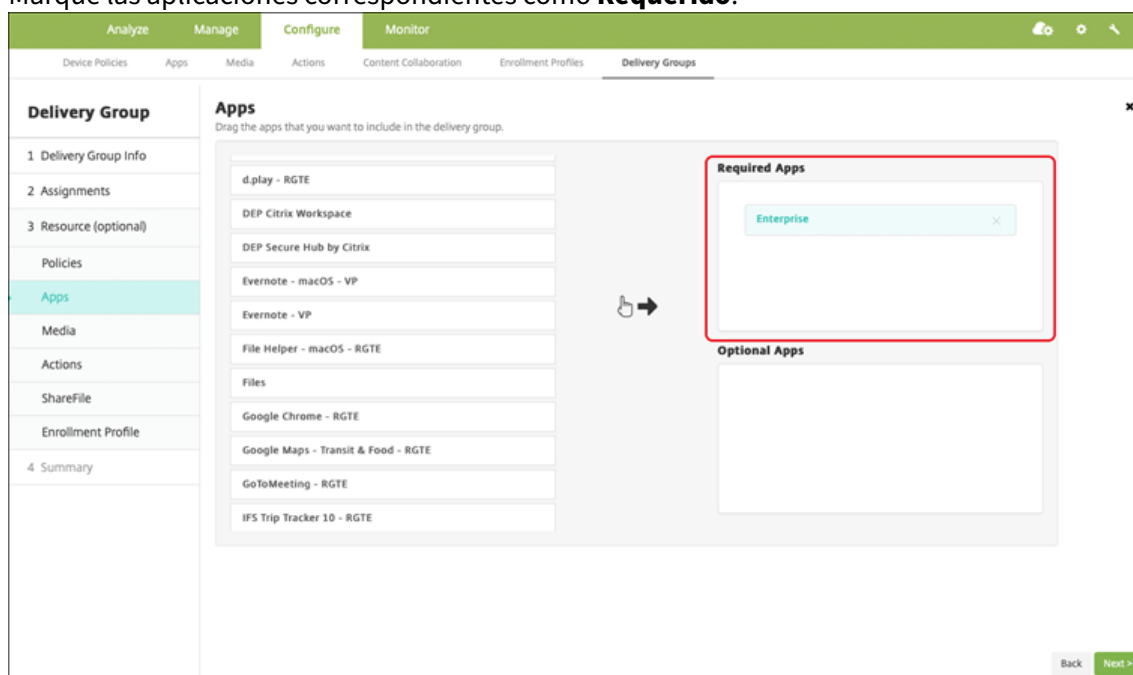 Marque las aplicaciones correspondientes como Requerido.
Analyze Manage Configure Monitor
Device Policies Apps Media Actions Content Collaboration Enrollment Profiles Delivery Groups
Delivery Group
1 Delivery Group Info
2 Assignments
3 Resource (optional)
Policies
Apps
Media
Actions
ShareFile
Enrollment Profile
4 Summary
Apps
Drag the apps that you want to include in the delivery group.
d.play - RGTE
DEP Citrix Workspace
DEP Secure Hub by Citrix
Evernote - macOS - VP
Evernote - VP
File Helper - macOS - RGTE
Files
Google Chrome - RGTE
Google Maps - Transit & Food - RGTE
GoToMeeting - RGTE
IFS Trip Tracker 10 - RGTE
Required Apps
Enterprise
Optional Apps
Back Next >